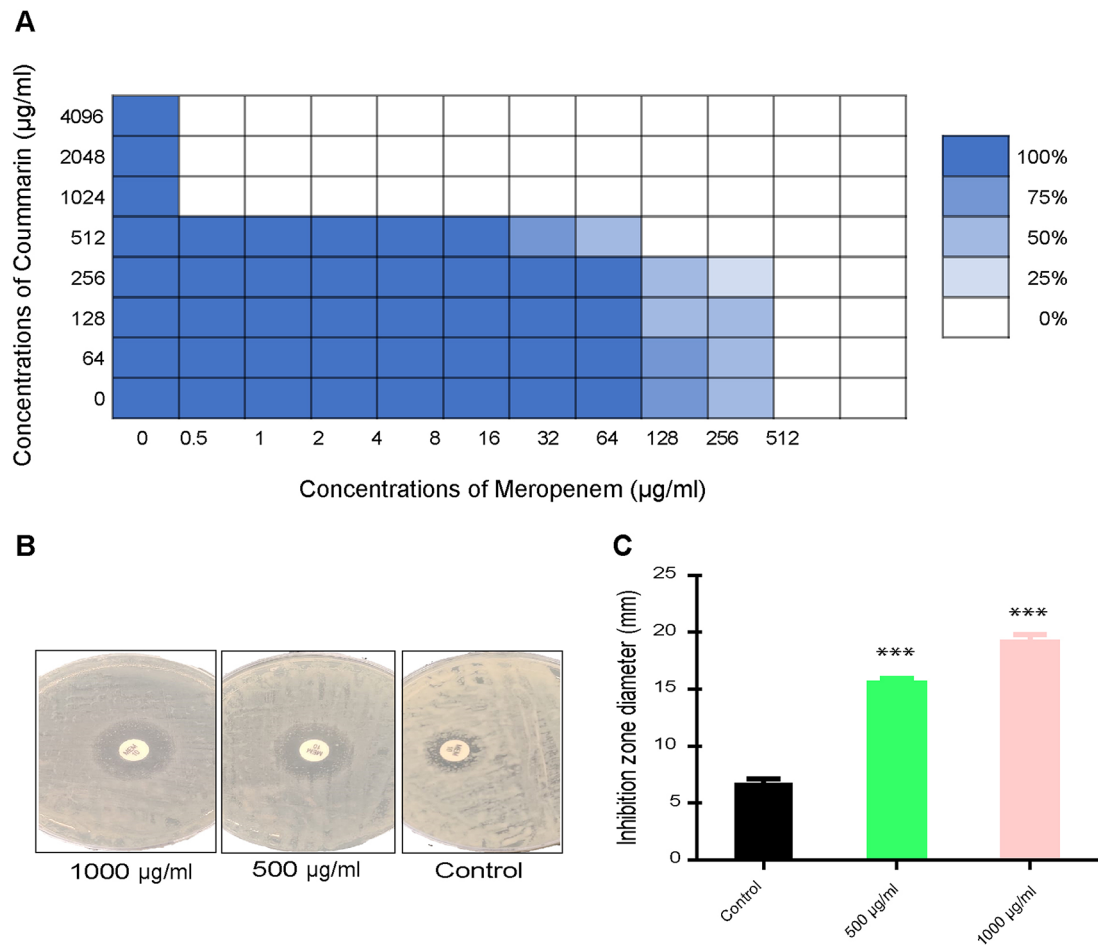 A
Concentrations of Coummarin (µg/ml)
4096
2048
1024
512
256
128
64
0
0 0.5 1 2 4 8 16 32 64 128 256 512
Concentrations of Meropenem (µg/ml)
100%
75%
50%
25%
0%
B
1000 µg/ml
500 µg/ml
Control
C
Inhibition zone diameter (mm)
25
20
15
10
5
0
***
***
Control
500 µg/ml
1000 µg/ml